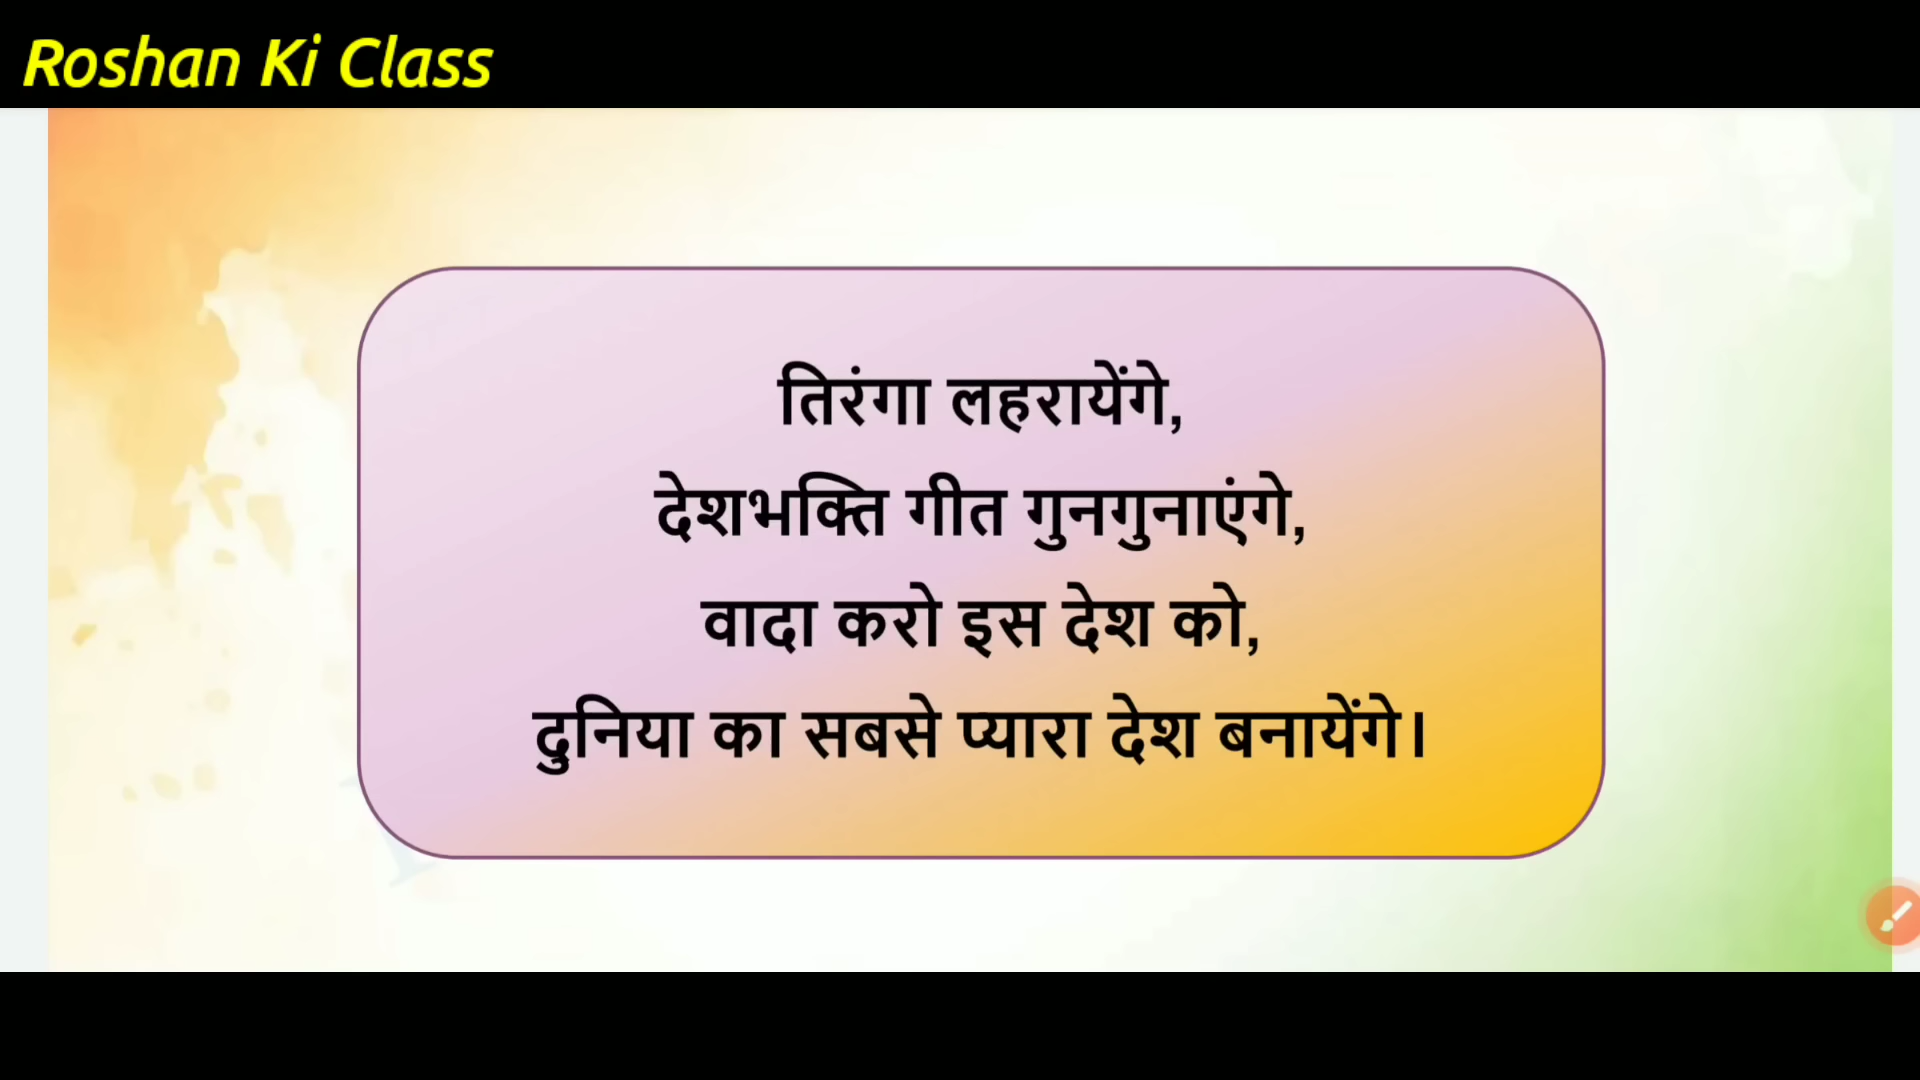 Roshan Ki Class
तिरंगा लहरायेंगे,
देशभक्ति गीत गुनगुनाएंगे,
वादा करो इस देश को,
दुनिया का सबसे प्यारा देश बनायेंगे।